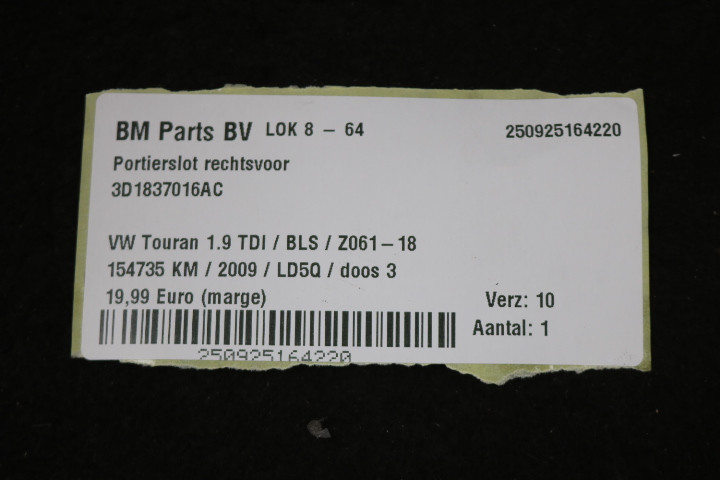 BM Parts BV LOK 8 - 64 250925164220
Portierslot rechtsvoor
3D1837016AC
VW Touran 1.9 TDI / BLS / Z061-18
154735 KM / 2009 / LD5Q / doos 3
19,99 Euro (marge) Verz: 10
Aantal: 1
250925164220